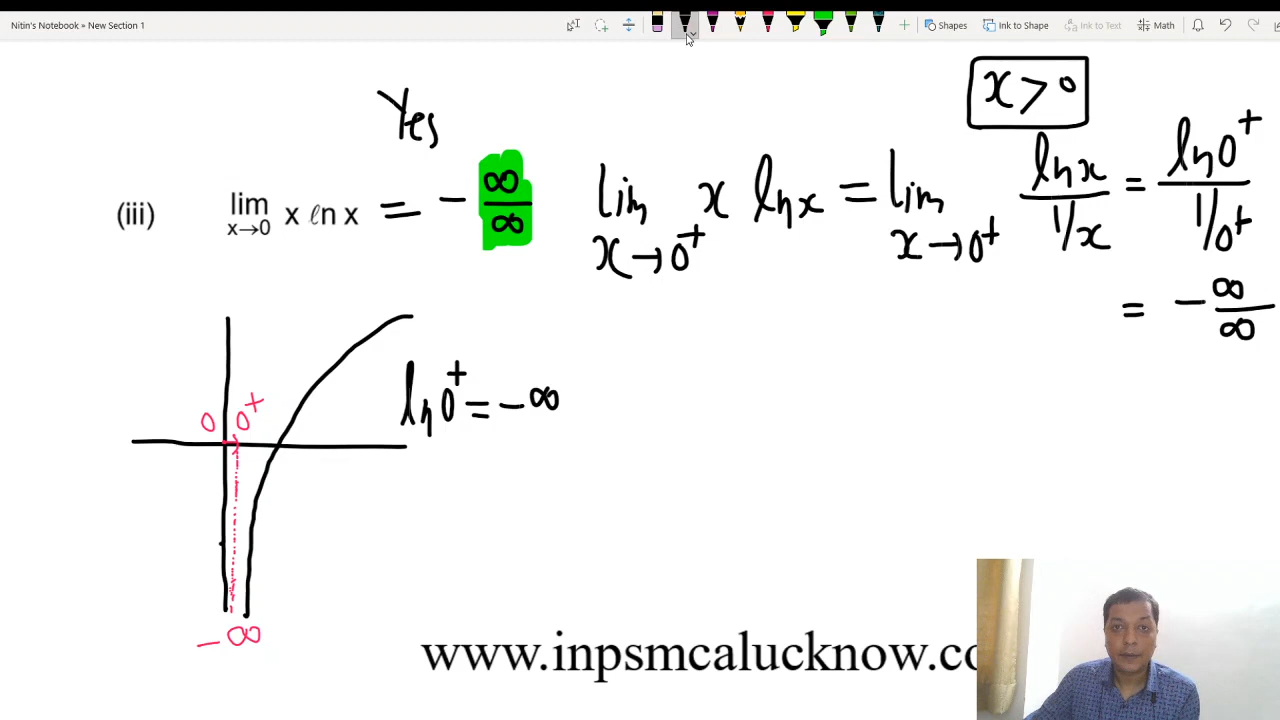 Nitin's Notebook » New Section 1
Shapes
Ink to Shape
Ink to Text
Math
Yes
x > 0
(iii) lim x→0 x ℓn x = - ∞/∞
lim x→0⁺ x ln x = lim x→0⁺ ln x / 1/x = ln 0⁺ / 1/0⁺
= - ∞/∞
ln 0⁺ = -∞
0 0⁺
-∞
www.inpsmcalucknow.co